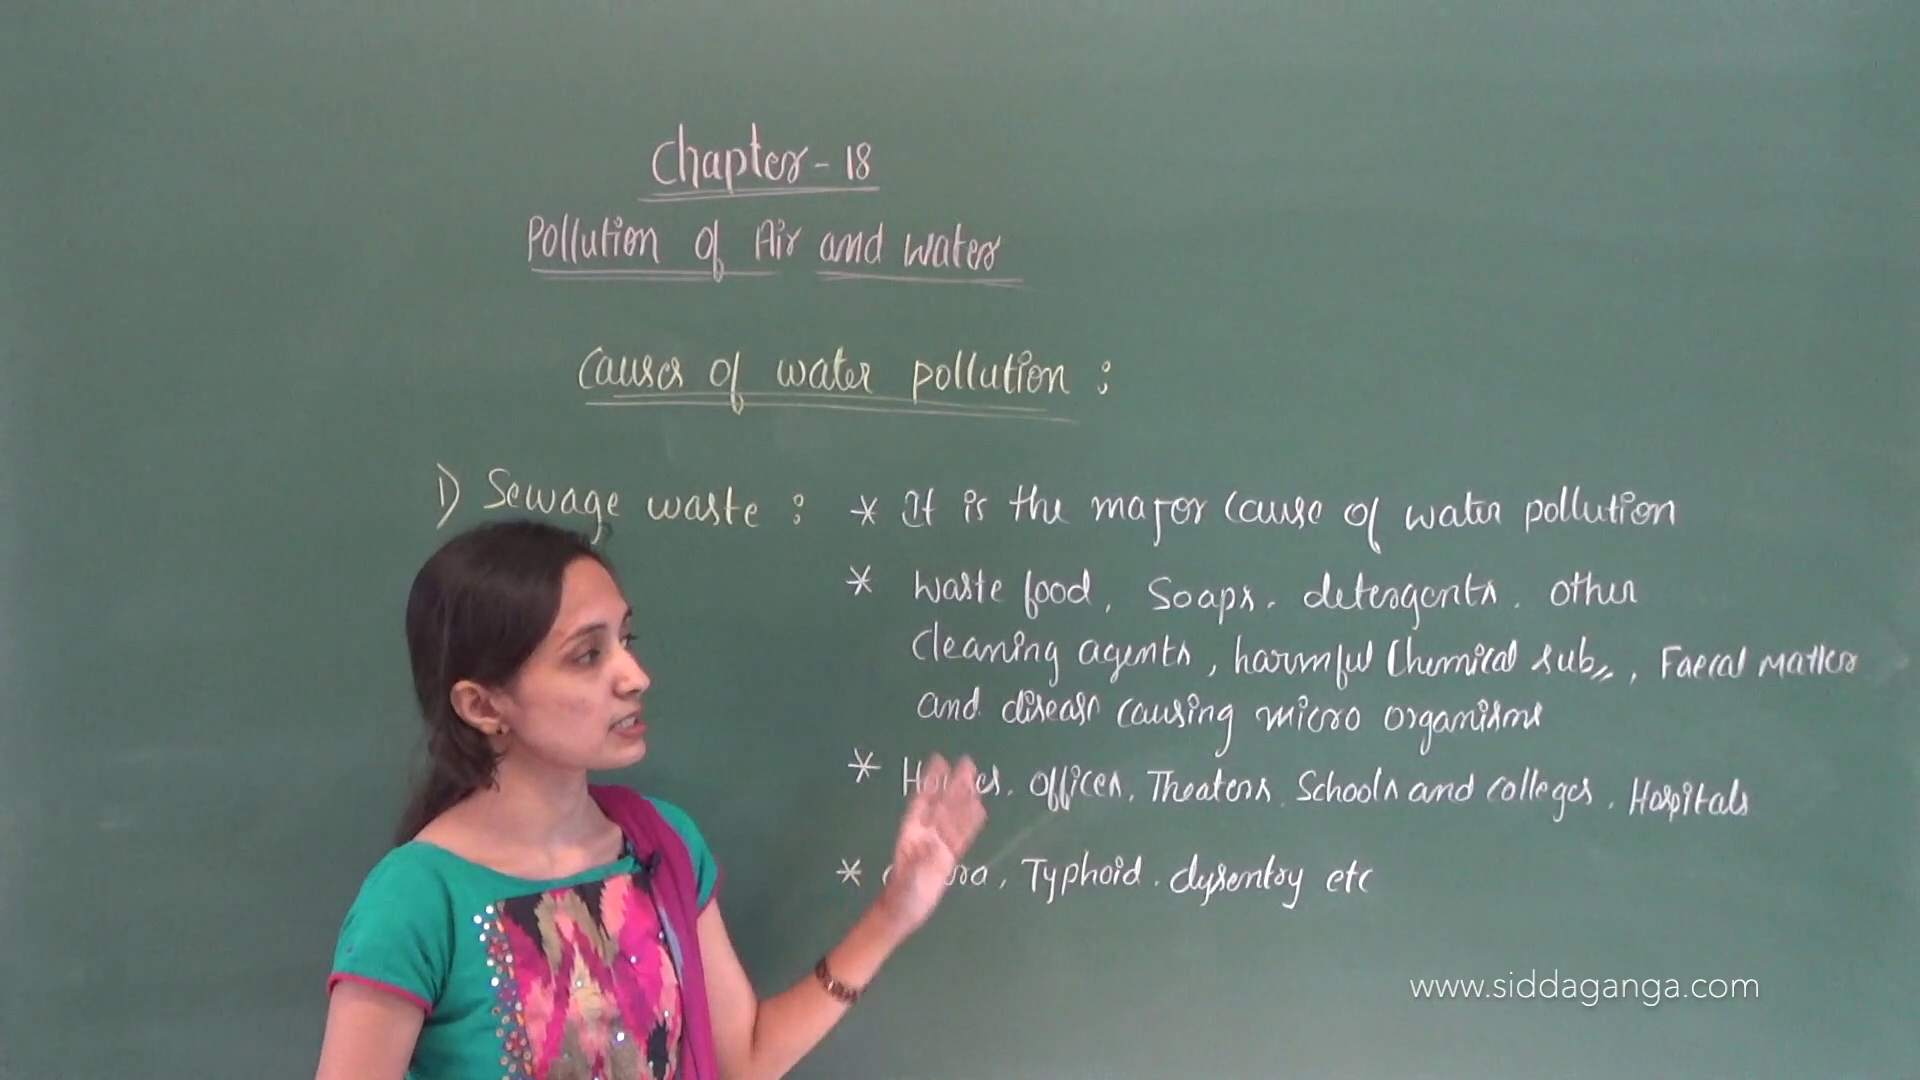 Chapter - 18
Pollution of Air and water
Causes of water pollution :
1) Sewage waste : * It is the major cause of water pollution
* Waste food, Soaps, detergents, other
cleaning agents, harmful Chemical sub,,, Faecal Matter
and disease causing micro organisms
* Houses, Offices, Theaters, Schools and colleges, Hospitals
* Typhoid, dysentry etc
www.siddaganga.com